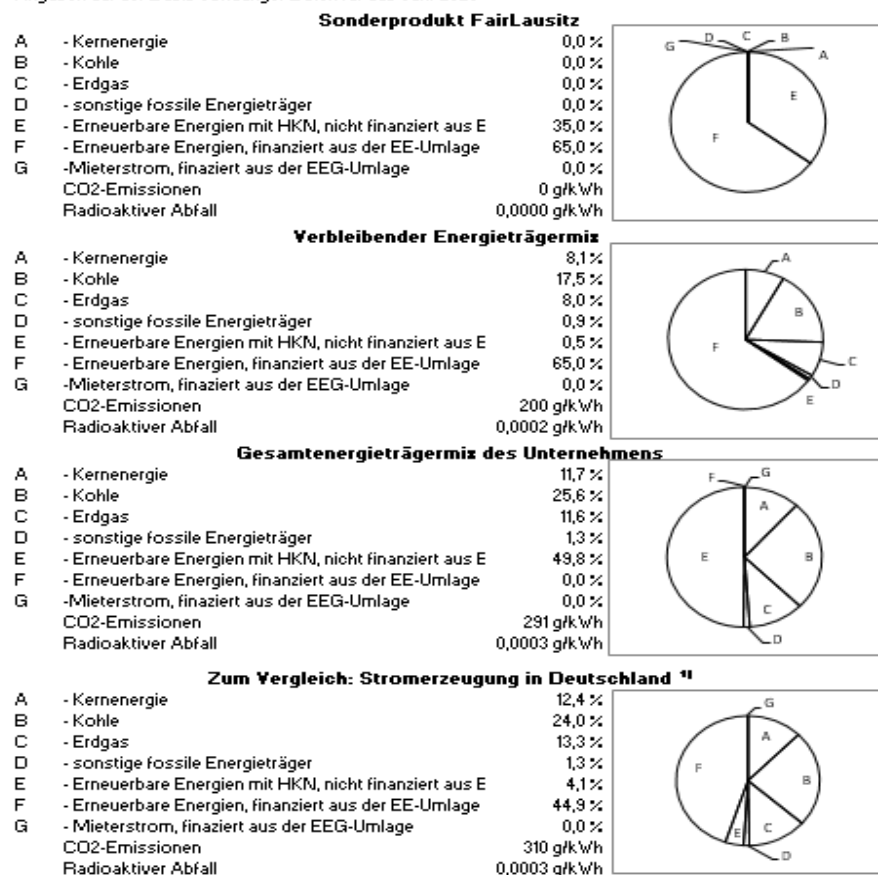 Sonderprodukt FairLausitz
A - Kernenergie 0,0 %
B - Kohle 0,0 %
C - Erdgas 0,0 %
D - sonstige fossile Energieträger 0,0 %
E - Erneuerbare Energien mit HKN, nicht finanziert aus E 35,0 %
F - Erneuerbare Energien, finanziert aus der EE-Umlage 65,0 %
G -Mieterstrom, finaziert aus der EEG-Umlage 0,0 %
CO2-Emissionen 0 g/kWh
Radioaktiver Abfall 0,0000 g/kWh
G D C B A
E
F
Verbleibender Energieträgermix
A - Kernenergie 8,1 %
B - Kohle 17,5 %
C - Erdgas 8,0 %
D - sonstige fossile Energieträger 0,9 %
E - Erneuerbare Energien mit HKN, nicht finanziert aus E 0,5 %
F - Erneuerbare Energien, finanziert aus der EE-Umlage 65,0 %
G -Mieterstrom, finaziert aus der EEG-Umlage 0,0 %
CO2-Emissionen 200 g/kWh
Radioaktiver Abfall 0,0002 g/kWh
A
B
F
C
D
E
Gesamtenergieträgermix des Unternehmens
A - Kernenergie 11,7 %
B - Kohle 25,6 %
C - Erdgas 11,6 %
D - sonstige fossile Energieträger 1,3 %
E - Erneuerbare Energien mit HKN, nicht finanziert aus E 49,8 %
F - Erneuerbare Energien, finanziert aus der EE-Umlage 0,0 %
G -Mieterstrom, finaziert aus der EEG-Umlage 0,0 %
CO2-Emissionen 291 g/kWh
Radioaktiver Abfall 0,0003 g/kWh
F G
A
E B
C
D
Zum Vergleich: Stromerzeugung in Deutschland
A - Kernenergie 12,4 %
B - Kohle 24,0 %
C - Erdgas 13,3 %
D - sonstige fossile Energieträger 1,3 %
E - Erneuerbare Energien mit HKN, nicht finanziert aus E 4,1 %
F - Erneuerbare Energien, finanziert aus der EE-Umlage 44,9 %
G - Mieterstrom, finaziert aus der EEG-Umlage 0,0 %
CO2-Emissionen 310 g/kWh
Radioaktiver Abfall 0,0003 g/kWh
G
A
F
B
E C
D